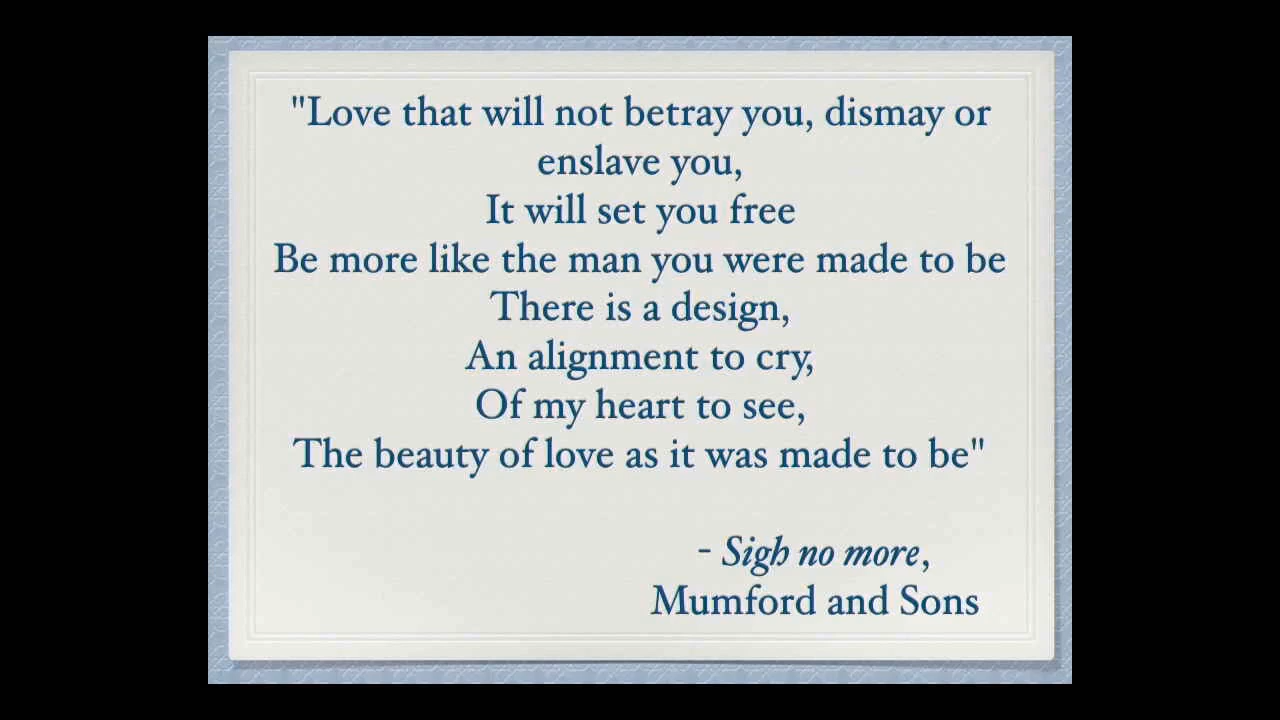 "Love that will not betray you, dismay or
enslave you,
It will set you free
Be more like the man you were made to be
There is a design,
An alignment to cry,
Of my heart to see,
The beauty of love as it was made to be"
- Sigh no more,
Mumford and Sons